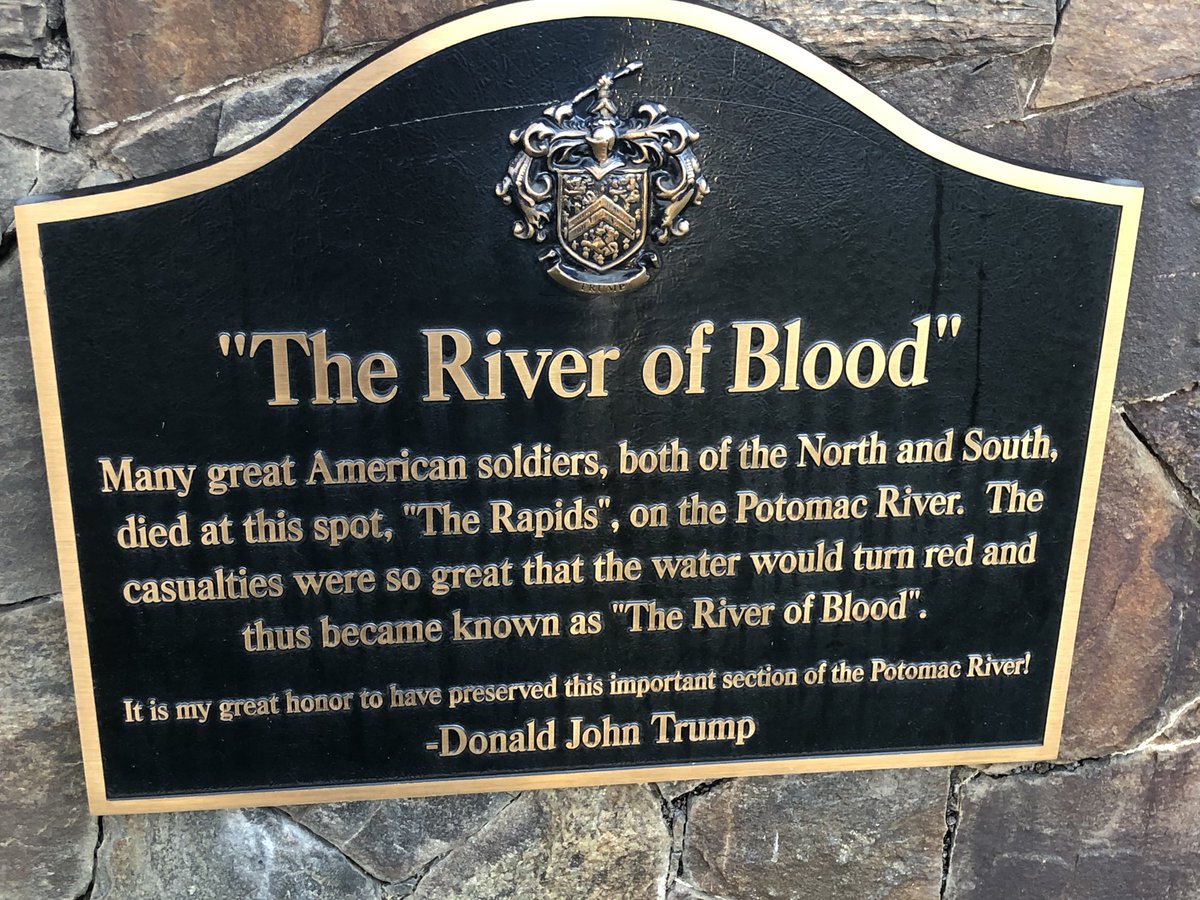 TRUMP
"The River of Blood"
Many great American soldiers, both of the North and South,
died at this spot, "The Rapids", on the Potomac River.  The
casualties were so great that the water would turn red and
thus became known as "The River of Blood".
It is my great honor to have preserved this important section of the Potomac River!
-Donald John Trump